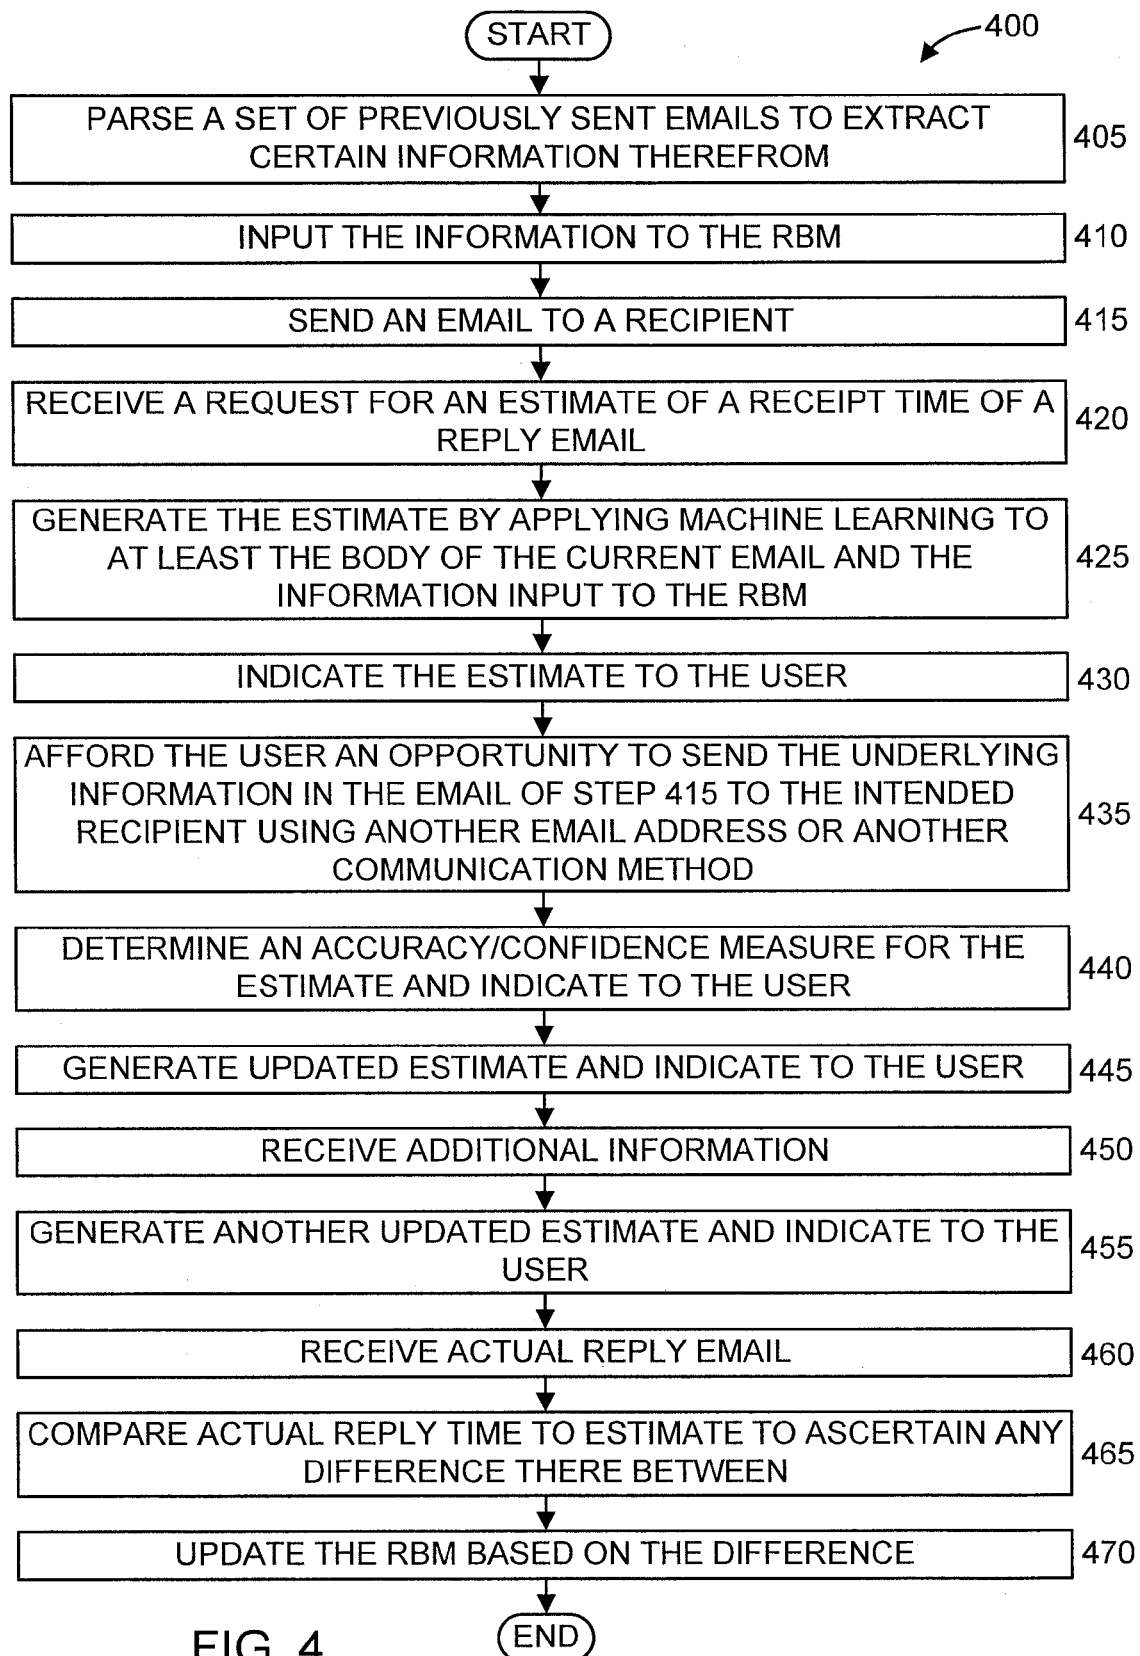 START
400
PARSE A SET OF PREVIOUSLY SENT EMAILS TO EXTRACT
CERTAIN INFORMATION THEREFROM
405
INPUT THE INFORMATION TO THE RBM
410
SEND AN EMAIL TO A RECIPIENT
415
RECEIVE A REQUEST FOR AN ESTIMATE OF A RECEIPT TIME OF A
REPLY EMAIL
420
GENERATE THE ESTIMATE BY APPLYING MACHINE LEARNING TO
AT LEAST THE BODY OF THE CURRENT EMAIL AND THE
INFORMATION INPUT TO THE RBM
425
INDICATE THE ESTIMATE TO THE USER
430
AFFORD THE USER AN OPPORTUNITY TO SEND THE UNDERLYING
INFORMATION IN THE EMAIL OF STEP 415 TO THE INTENDED
RECIPIENT USING ANOTHER EMAIL ADDRESS OR ANOTHER
COMMUNICATION METHOD
435
DETERMINE AN ACCURACY/CONFIDENCE MEASURE FOR THE
ESTIMATE AND INDICATE TO THE USER
440
GENERATE UPDATED ESTIMATE AND INDICATE TO THE USER
445
RECEIVE ADDITIONAL INFORMATION
450
GENERATE ANOTHER UPDATED ESTIMATE AND INDICATE TO THE
USER
455
RECEIVE ACTUAL REPLY EMAIL
460
COMPARE ACTUAL REPLY TIME TO ESTIMATE TO ASCERTAIN ANY
DIFFERENCE THERE BETWEEN
465
UPDATE THE RBM BASED ON THE DIFFERENCE
470
END
FIG. 4